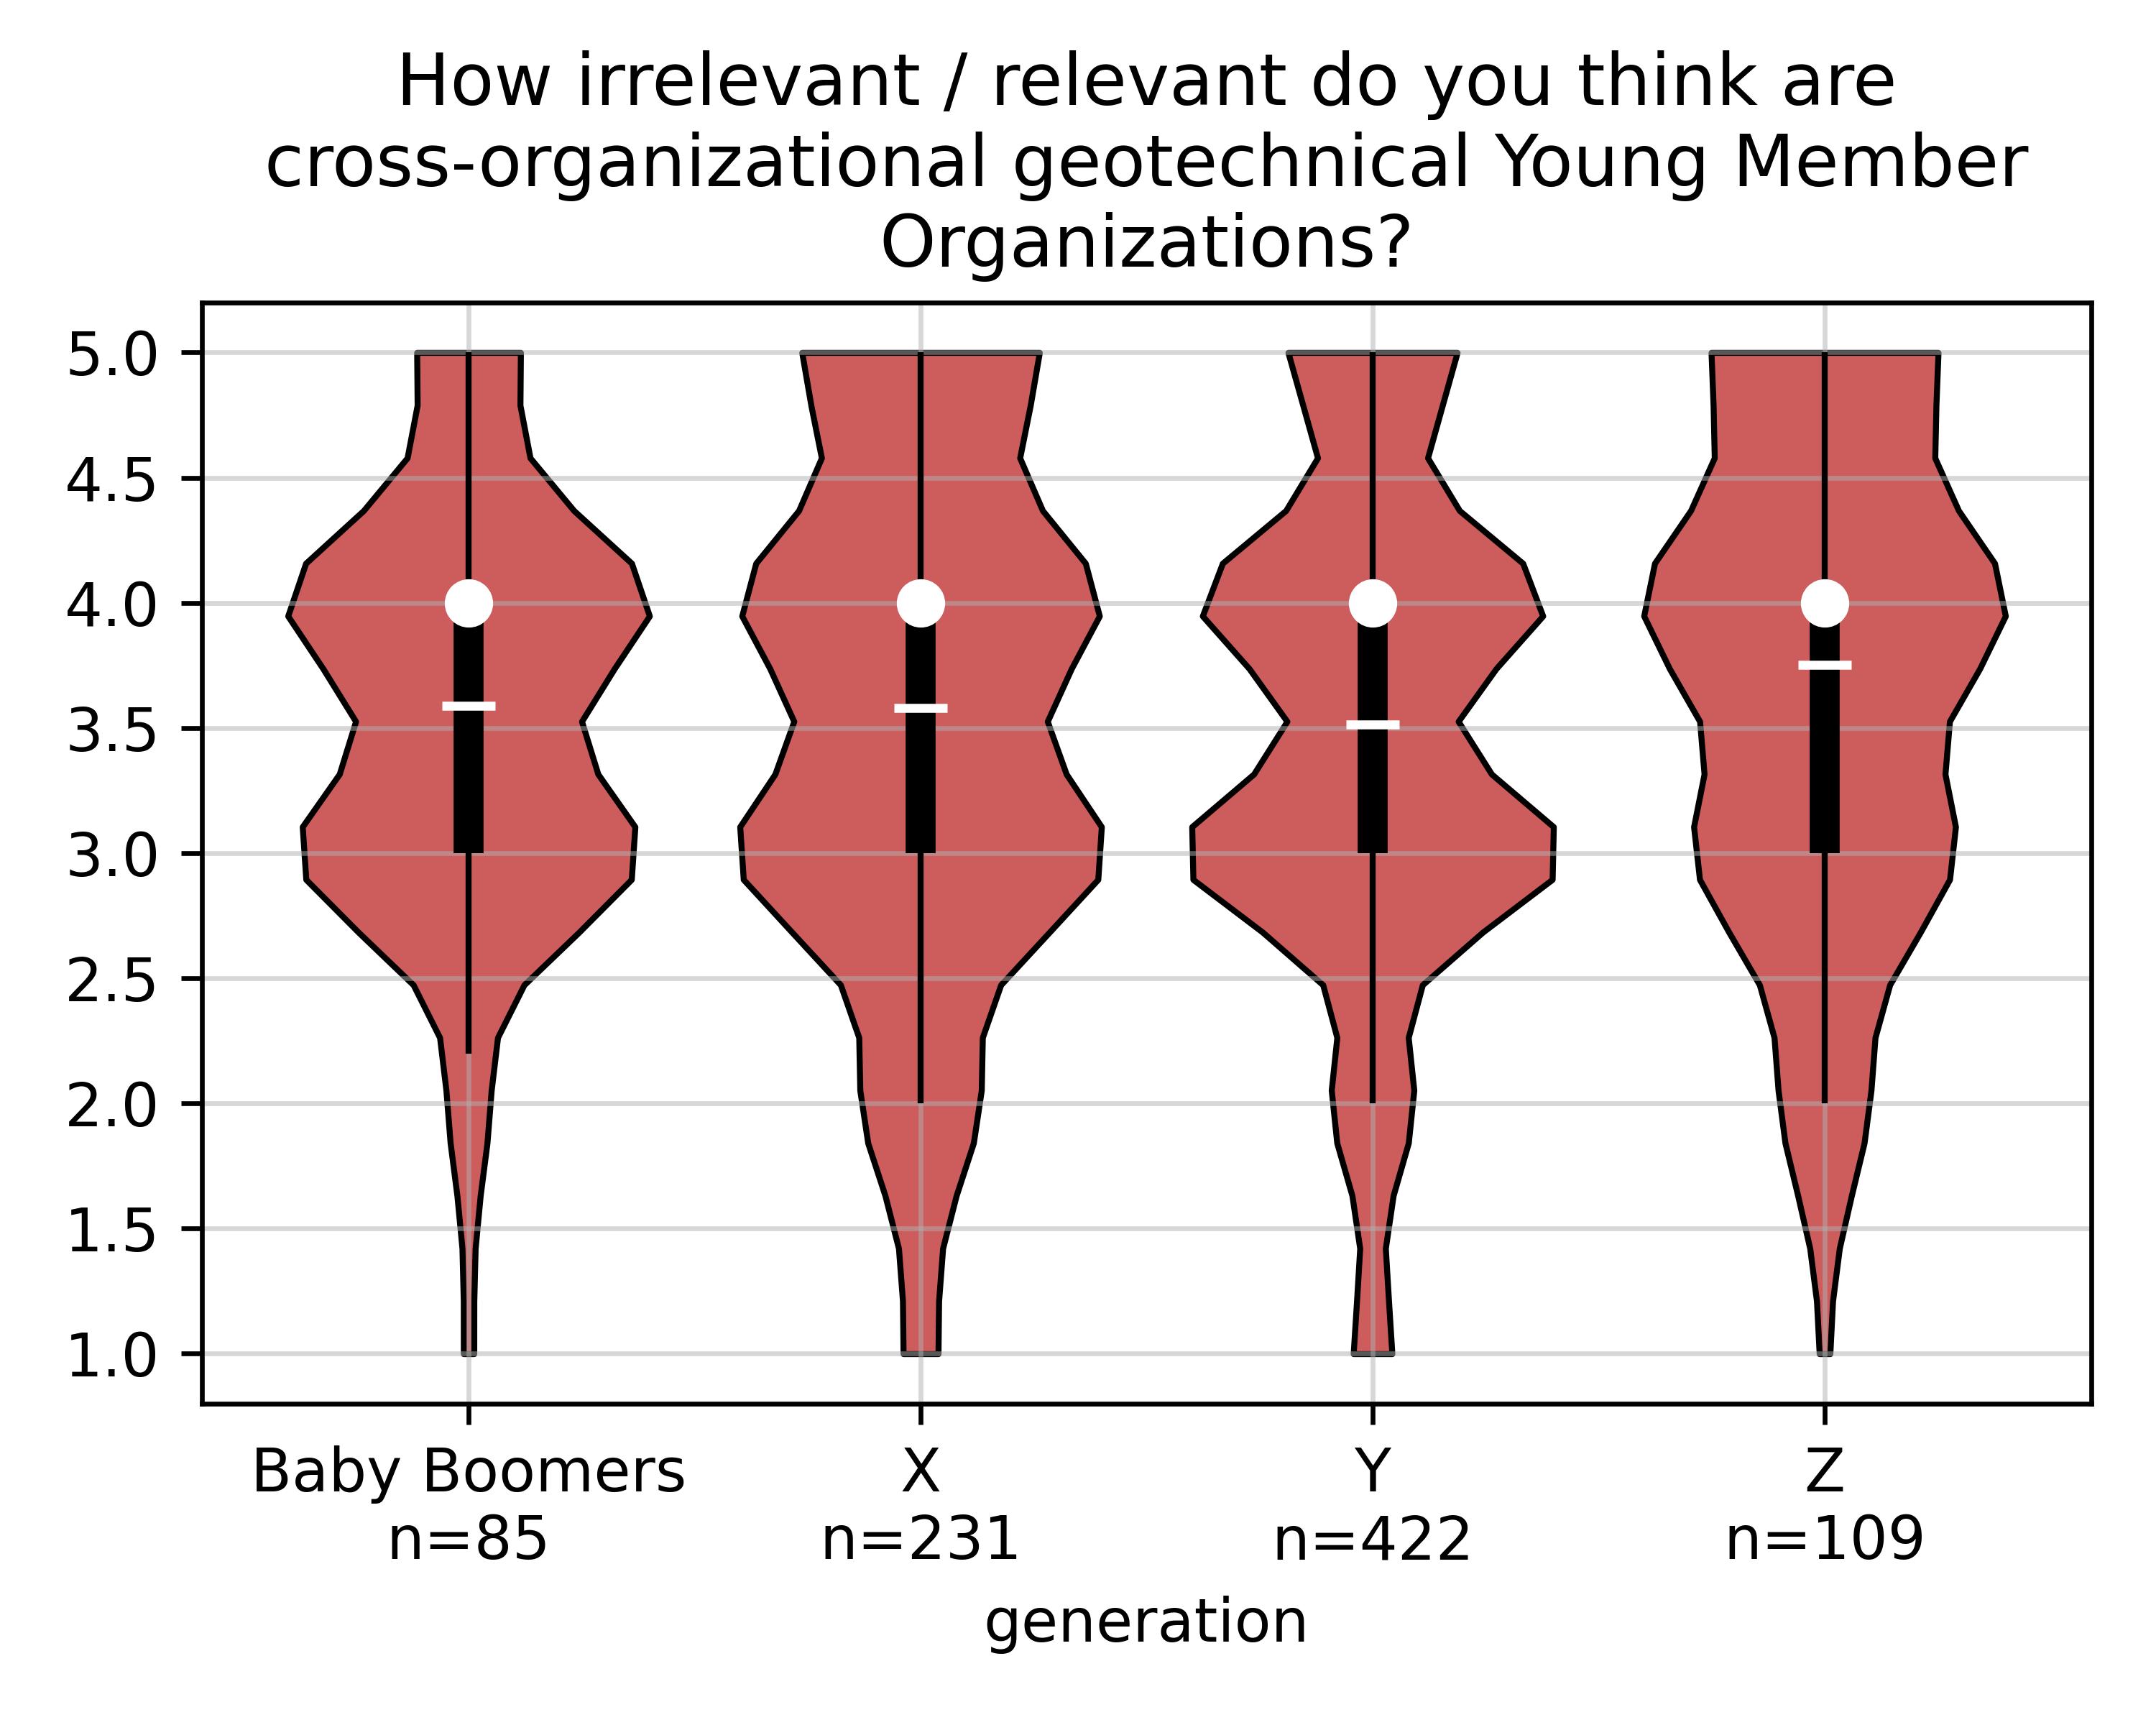 How irrelevant / relevant do you think are
cross-organizational geotechnical Young Member
Organizations?
5.0
4.5
4.0
3.5
3.0
2.5
2.0
1.5
1.0
Baby Boomers
n=85
X
n=231
Y
n=422
Z
n=109
generation